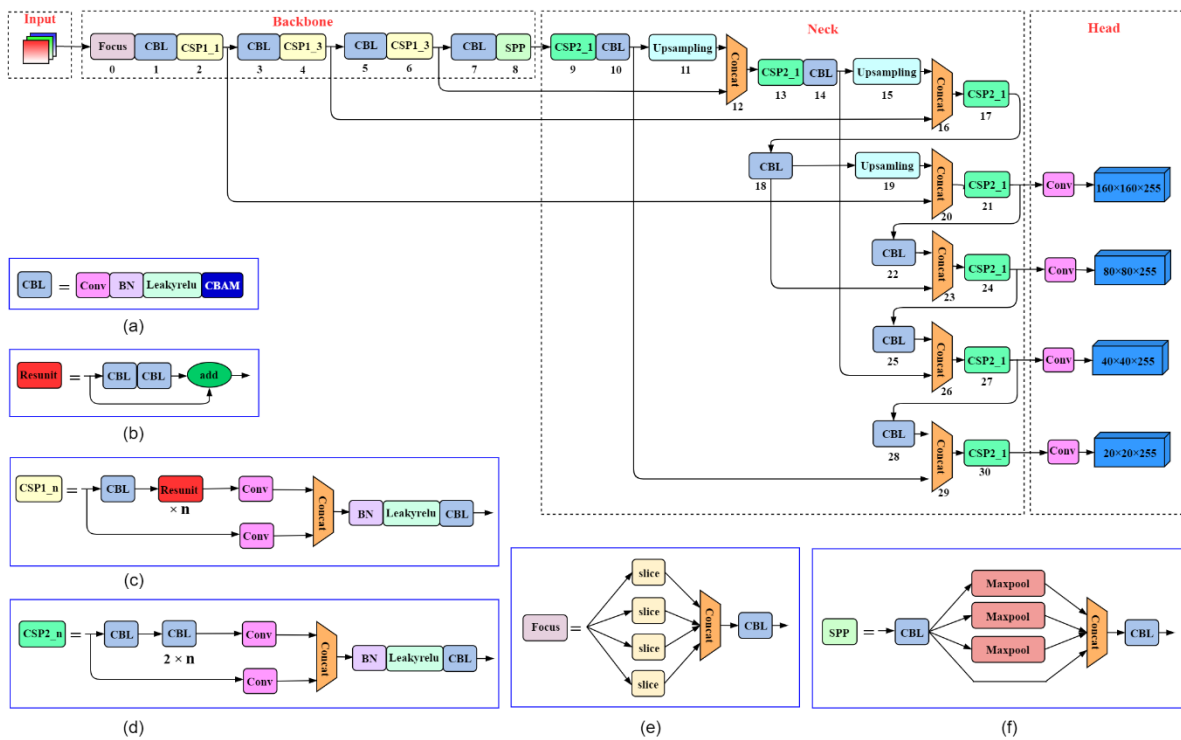 Input
Backbone
Neck
Head
Focus CBL CSP1_1 CBL CSP1_3 CBL CSP1_3 CBL SPP CSP2_1 CBL Upsampling
0 1 2 3 4 5 6 7 8 9 10 11
Concat
12
CSP2_1 CBL Upsampling
13 14 15
Concat
16
CSP2_1
17
CBL Upsamling
18 19
Concat
20
CSP2_1
21
Conv 160×160×255
CBL
22
Concat
23
CSP2_1
24
Conv 80×80×255
CBL
25
Concat
26
CSP2_1
27
Conv 40×40×255
CBL
28
Concat
29
CSP2_1
30
Conv 20×20×255
CBL = Conv BN Leakyrelu CBAM
(a)
Resunit = CBL CBL add
(b)
CSP1_n = CBL Resunit Conv
× n
Conv
Concat
BN Leakyrelu CBL
(c)
CSP2_n = CBL CBL Conv
2 × n
Conv
Concat
BN Leakyrelu CBL
(d)
Focus =
slice
slice
slice
slice
Concat
CBL
(e)
SPP = CBL
Maxpool
Maxpool
Maxpool
Concat
CBL
(f)